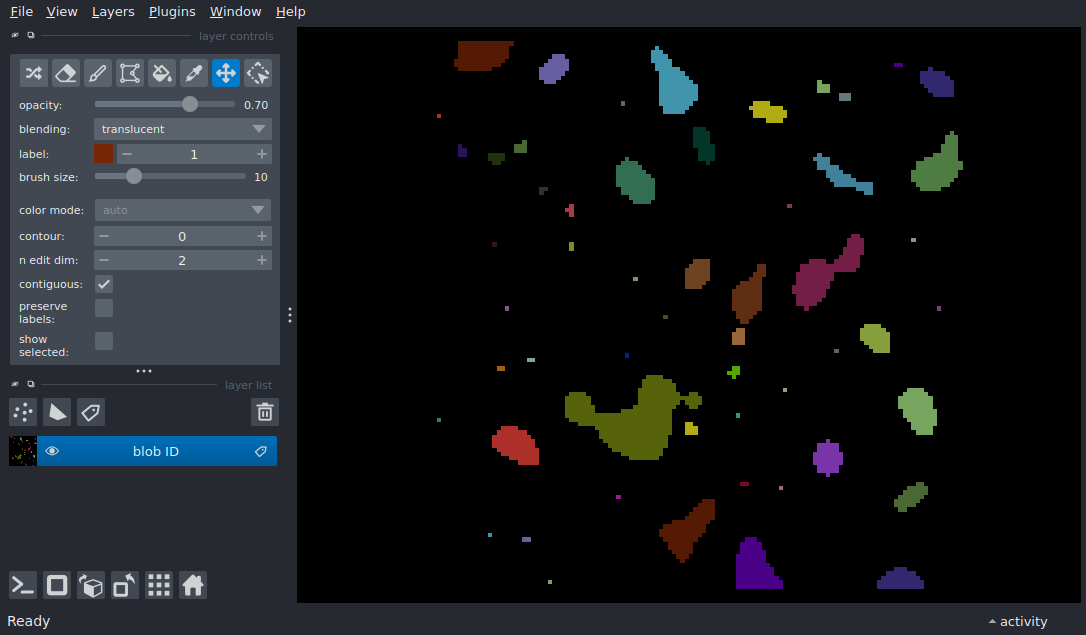 File View Layers Plugins Window Help
layer controls
opacity: 0.70
blending: translucent
label: 1
brush size: 10
color mode: auto
contour: 0
n edit dim: 2
contiguous:
preserve
labels:
show
selected:
layer list
blob ID
Ready
activity